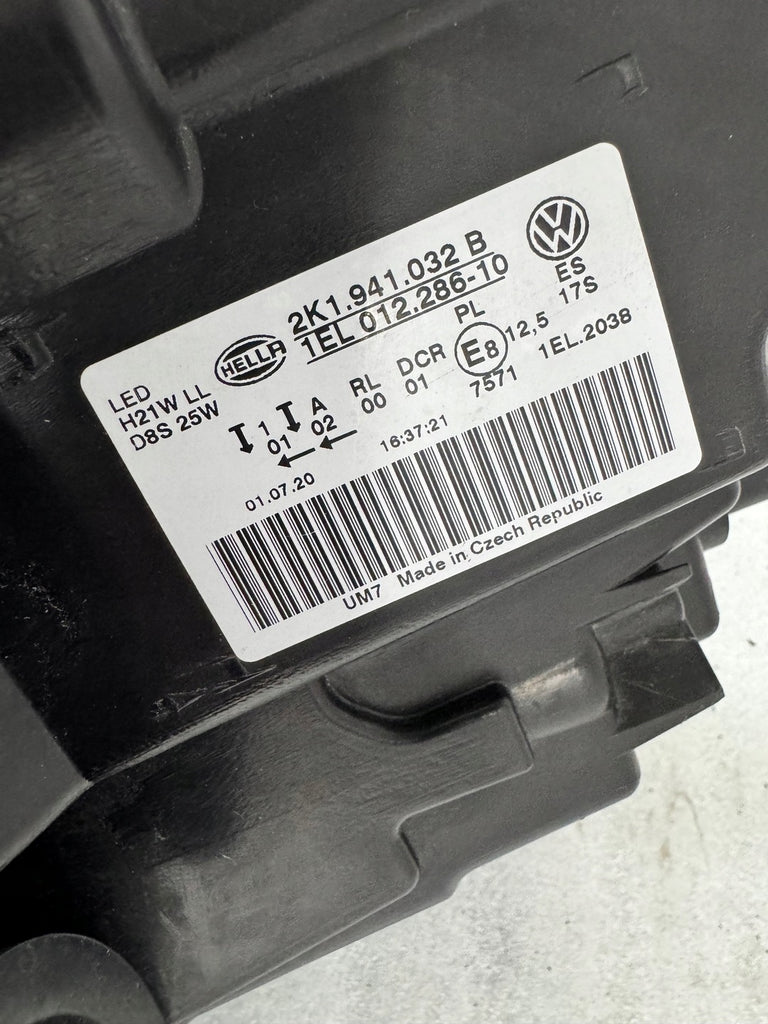 2K1.941.032 B
1EL 012.286-10
HELLA
VW
ES
17S
LED
H21W LL
D8S 25W
1
01
A
02
RL
00
DCR
01
PL
E8
12,5
7571
1EL.2038
01.07.20
16:37:21
UM7 Made in Czech Republic